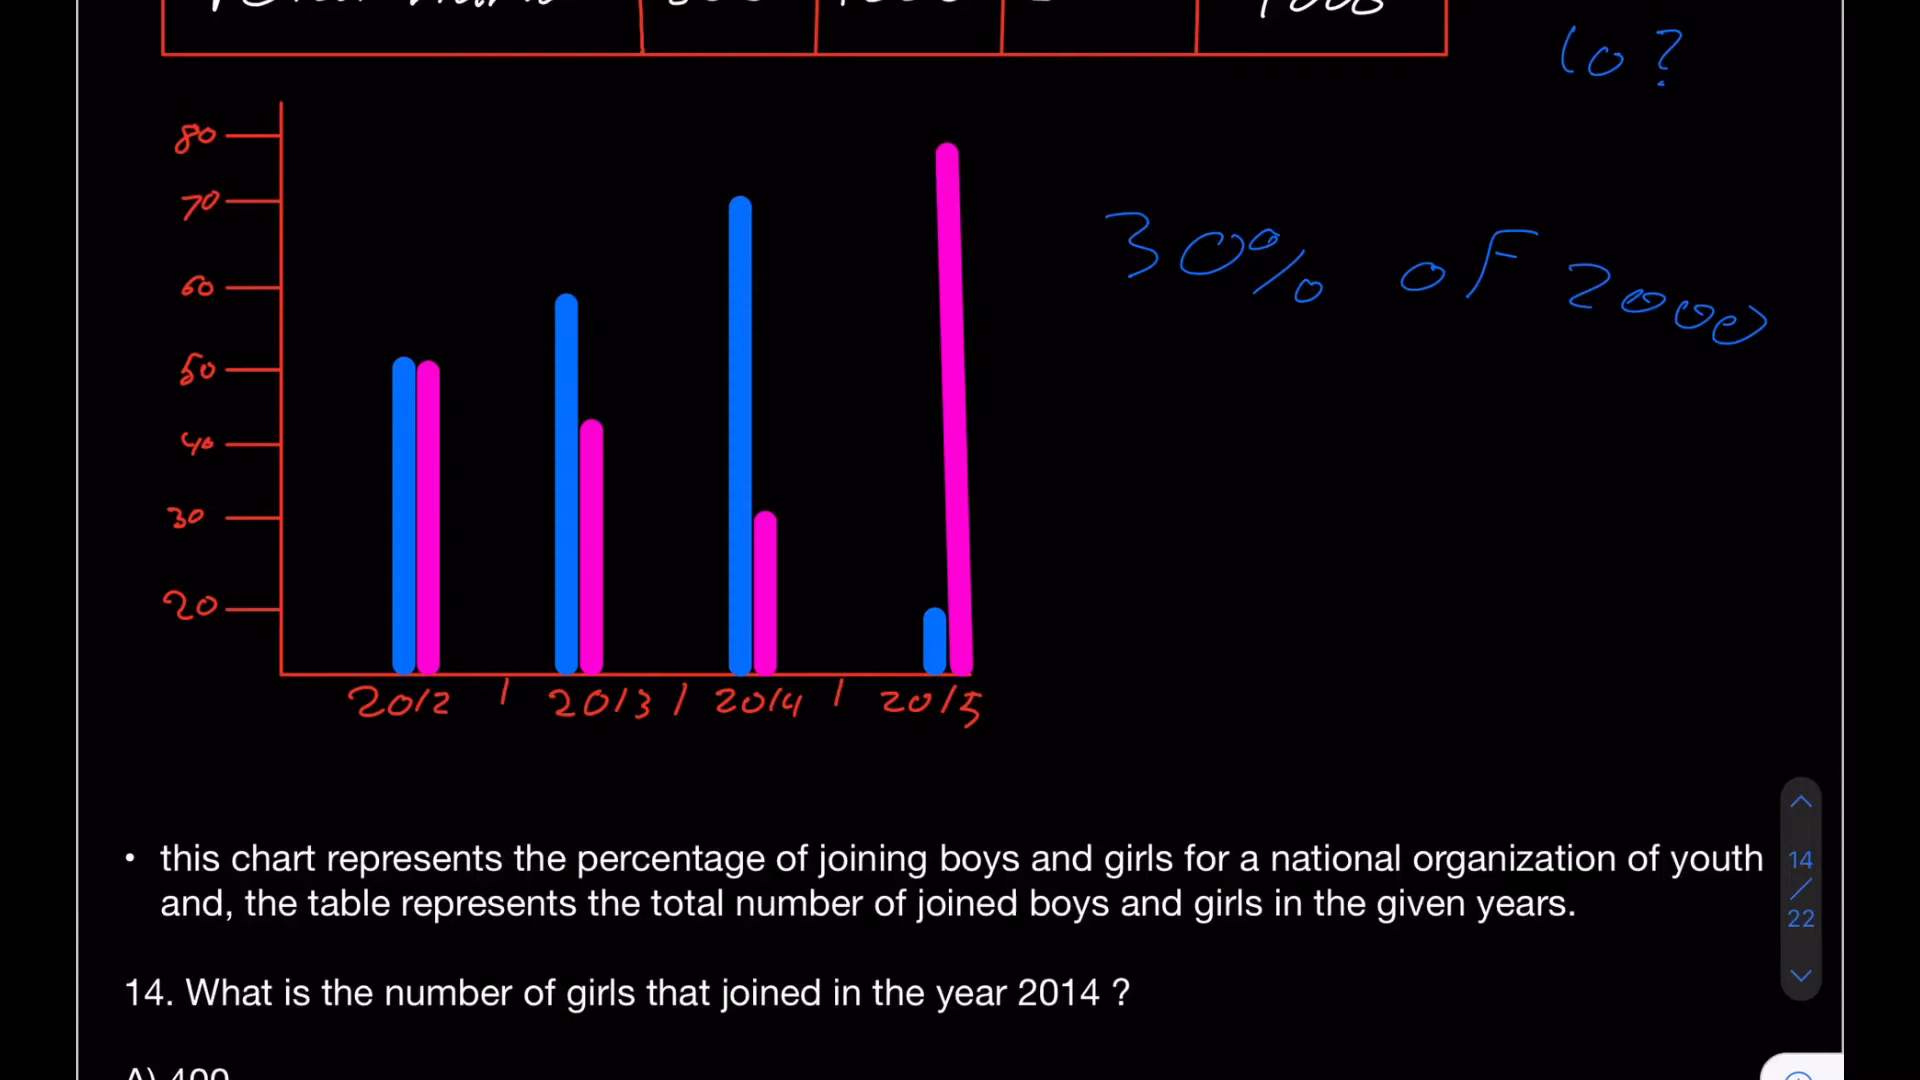 10?
80
70
60
50
40
30
20
30% of 2000
2012 | 2013 | 2014 | 2015
• this chart represents the percentage of joining boys and girls for a national organization of youth
and, the table represents the total number of joined boys and girls in the given years.
14
/
22
14. What is the number of girls that joined in the year 2014 ?
A) 400